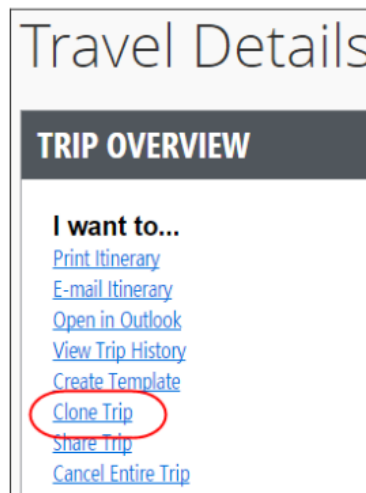 Travel Details
TRIP OVERVIEW
I want to...
Print Itinerary
E-mail Itinerary
Open in Outlook
View Trip History
Create Template
Clone Trip
Share Trip
Cancel Entire Trip